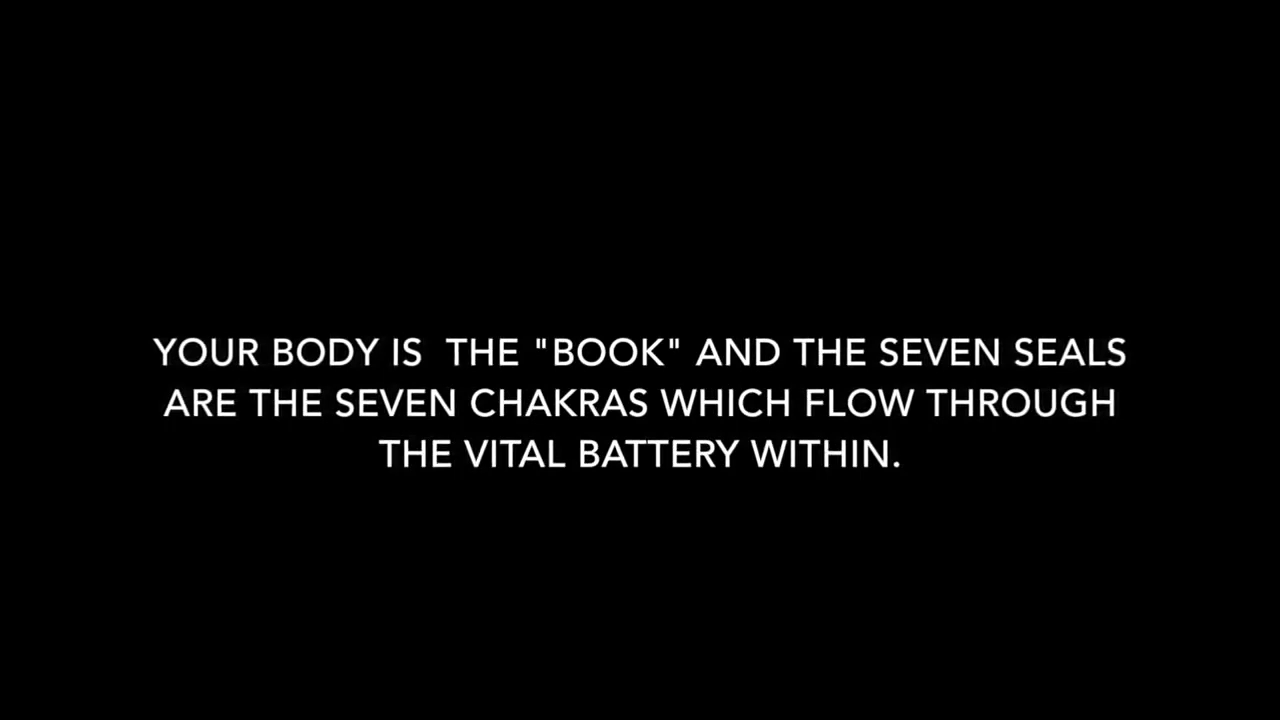 YOUR BODY IS  THE "BOOK" AND THE SEVEN SEALS
ARE THE SEVEN CHAKRAS WHICH FLOW THROUGH
THE VITAL BATTERY WITHIN.